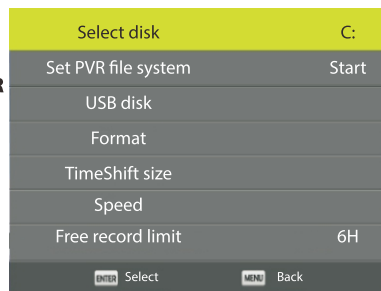 Select disk C:
Set PVR file system Start
R
USB disk
Format
TimeShift size
Speed
Free record limit 6H
ENTER Select MENU Back